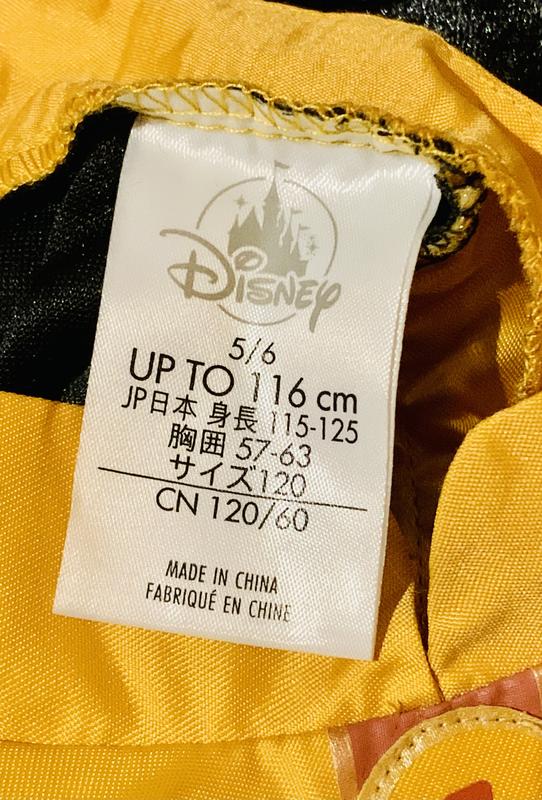 Disney
5/6
UP TO 116 cm
JP日本 身長 115-125
胸囲 57-63
サイズ120
CN 120/60
MADE IN CHINA
FABRIQUÉ EN CHINE